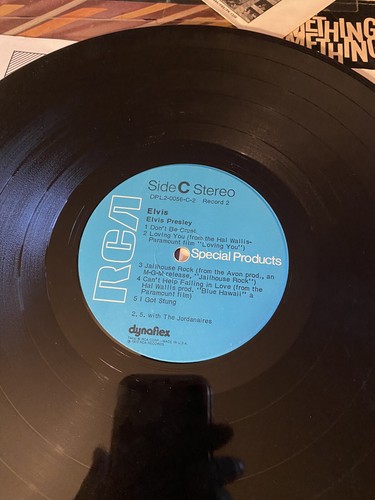 METHING
METHING
Side C Stereo
DPL2-0056-C-2 Record 2
Elvis
Elvis Presley
1 Don't Be Cruel
2 Loving You (from the Hal Wallis-
Paramount film "Loving You")
RCA Special Products
3 Jailhouse Rock (from the Avon prod., an
M-G-M release, "Jailhouse Rock")
4 Can't Help Falling in Love (from the
Hal Wallis prod. "Blue Hawaii" a
Paramount film)
5 I Got Stung
2, 5, with The Jordanaires
dynaflex